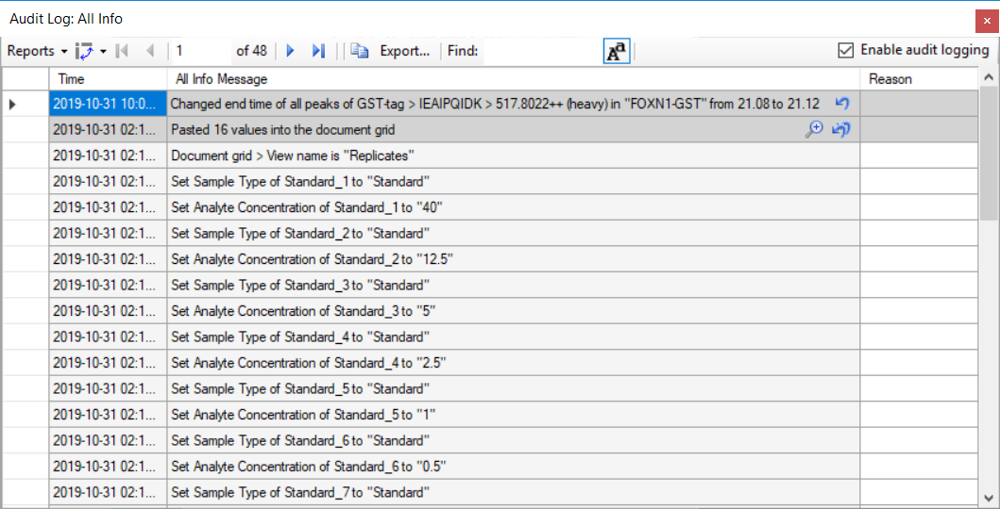 Audit Log: All Info
Reports 1 of 48 Export... Find: Aa Enable audit logging
Time All Info Message Reason
2019-10-31 10:0... Changed end time of all peaks of GST-tag > IEAIPQIDK > 517.8022++ (heavy) in "FOXN1-GST" from 21.08 to 21.12
2019-10-31 02:1... Pasted 16 values into the document grid
2019-10-31 02:1... Document grid > View name is "Replicates"
2019-10-31 02:1... Set Sample Type of Standard_1 to "Standard"
2019-10-31 02:1... Set Analyte Concentration of Standard_1 to "40"
2019-10-31 02:1... Set Sample Type of Standard_2 to "Standard"
2019-10-31 02:1... Set Analyte Concentration of Standard_2 to "12.5"
2019-10-31 02:1... Set Sample Type of Standard_3 to "Standard"
2019-10-31 02:1... Set Analyte Concentration of Standard_3 to "5"
2019-10-31 02:1... Set Sample Type of Standard_4 to "Standard"
2019-10-31 02:1... Set Analyte Concentration of Standard_4 to "2.5"
2019-10-31 02:1... Set Sample Type of Standard_5 to "Standard"
2019-10-31 02:1... Set Analyte Concentration of Standard_5 to "1"
2019-10-31 02:1... Set Sample Type of Standard_6 to "Standard"
2019-10-31 02:1... Set Analyte Concentration of Standard_6 to "0.5"
2019-10-31 02:1... Set Sample Type of Standard_7 to "Standard"